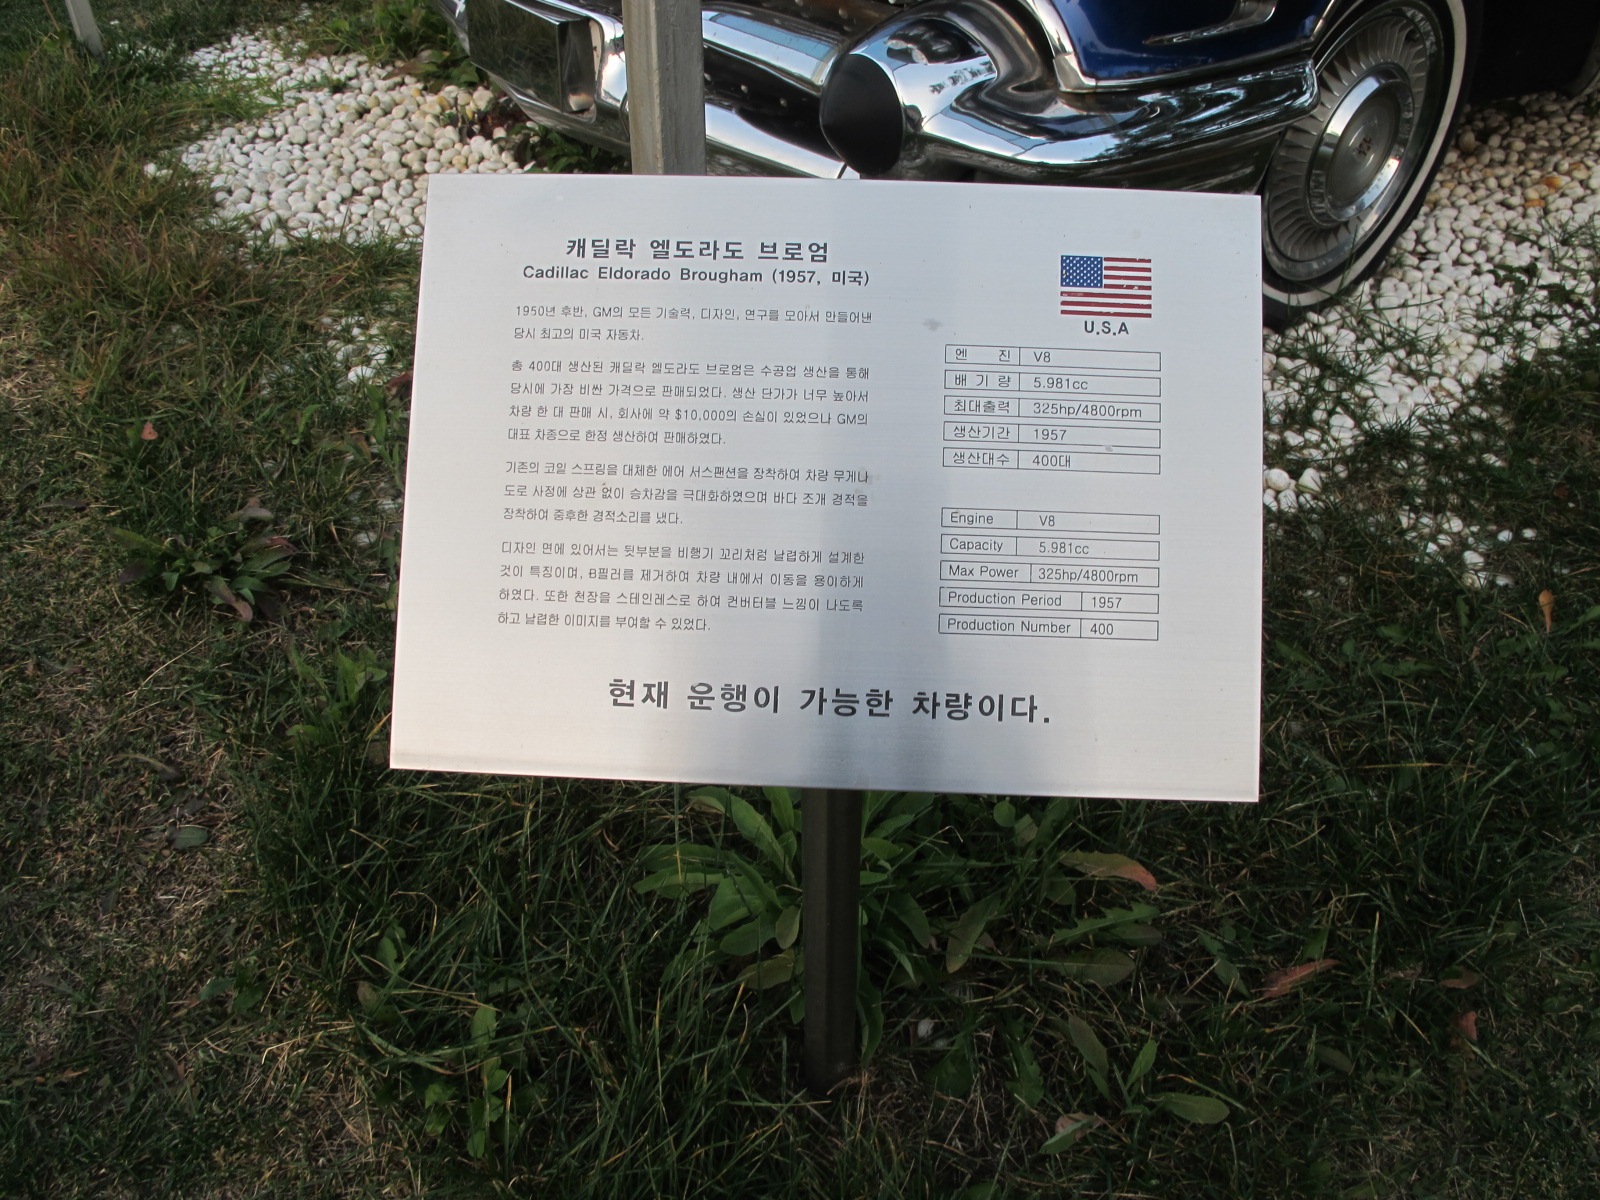 캐딜락 엘도라도 브로엄
Cadillac Eldorado Brougham (1957, 미국)
1950년 후반, GM의 모든 기술력, 디자인, 연구를 모아서 만들어낸
당시 최고의 미국 자동차.
총 400대 생산된 캐딜락 엘도라도 브로엄은 수공업 생산을 통해
당시에 가장 비싼 가격으로 판매되었다. 생산 단가가 너무 높아서
차량 한 대 판매 시, 회사에 약 $10,000의 손실이 있었으나 GM의
대표 차종으로 한정 생산하여 판매하였다.
기존의 코일 스프링을 대체한 에어 서스팬션을 장착하여 차량 무게나
도로 사정에 상관 없이 승차감을 극대화하였으며 바다 조개 경적을
장착하여 중후한 경적소리를 냈다.
디자인 면에 있어서는 뒷부분을 비행기 꼬리처럼 날렵하게 설계한
것이 특징이며, B필러를 제거하여 차량 내에서 이동을 용이하게
하였다. 또한 천장을 스테인레스로 하여 컨버터블 느낌이 나도록
하고 날렵한 이미지를 부여할 수 있었다.
U.S.A
엔 진 V8
배 기 량 5.981cc
최대출력 325hp/4800rpm
생산기간 1957
생산대수 400대
Engine V8
Capacity 5.981cc
Max Power 325hp/4800rpm
Production Period 1957
Production Number 400
현재 운행이 가능한 차량이다.